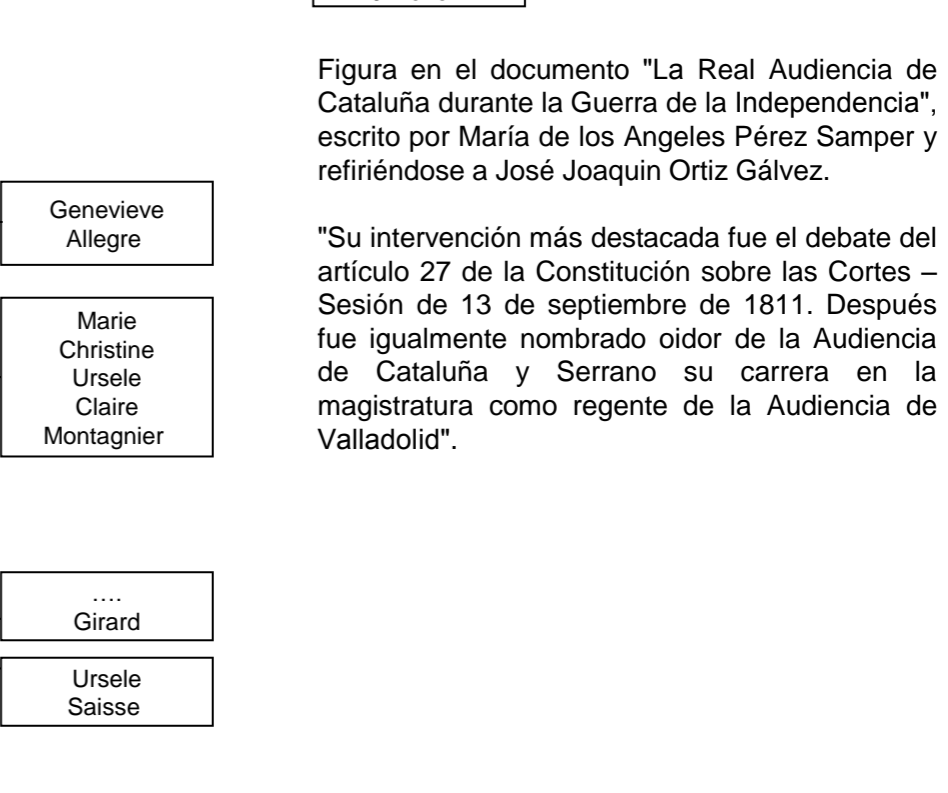 Figura en el documento "La Real Audiencia de
Cataluña durante la Guerra de la Independencia",
escrito por María de los Angeles Pérez Samper y
refiriéndose a José Joaquin Ortiz Gálvez.
"Su intervención más destacada fue el debate del
artículo 27 de la Constitución sobre las Cortes –
Sesión de 13 de septiembre de 1811. Después
fue igualmente nombrado oidor de la Audiencia
de Cataluña y Serrano su carrera en la
magistratura como regente de la Audiencia de
Valladolid".
Genevieve
Allegre
Marie
Christine
Ursele
Claire
Montagnier
….
Girard
Ursele
Saisse